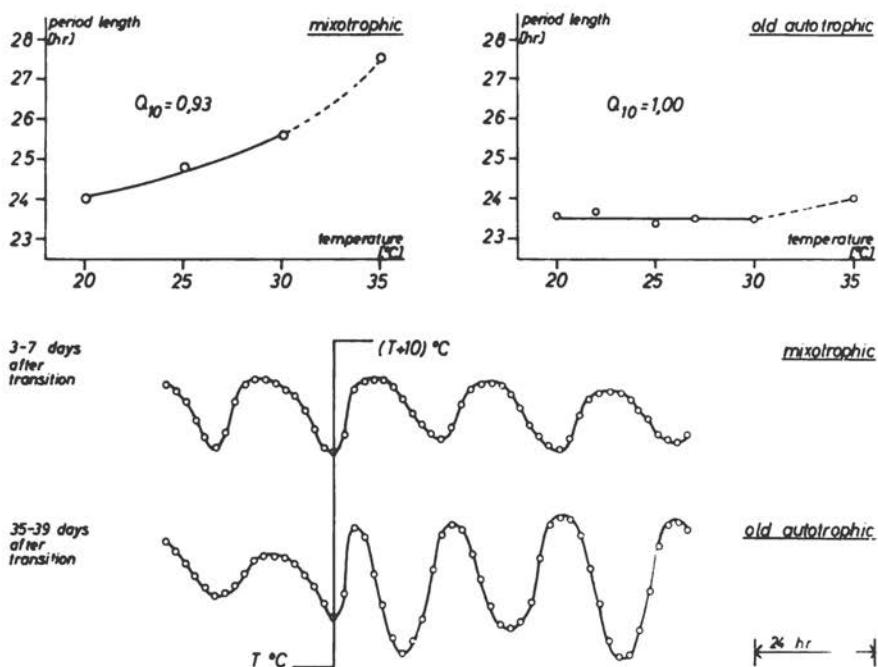 period length
[hr]
mixotrophic
28
27
26
25
24
23
Q10 = 0,93
temperature
[°C]
20
25
30
35
period length
[hr]
old autotrophic
28
27
26
25
24
23
Q10 = 1,00
temperature
[°C]
20
25
30
35
3-7 days
after
transition
(T+10) °C
mixotrophic
35-39 days
after
transition
old autotrophic
T °C
24 hr